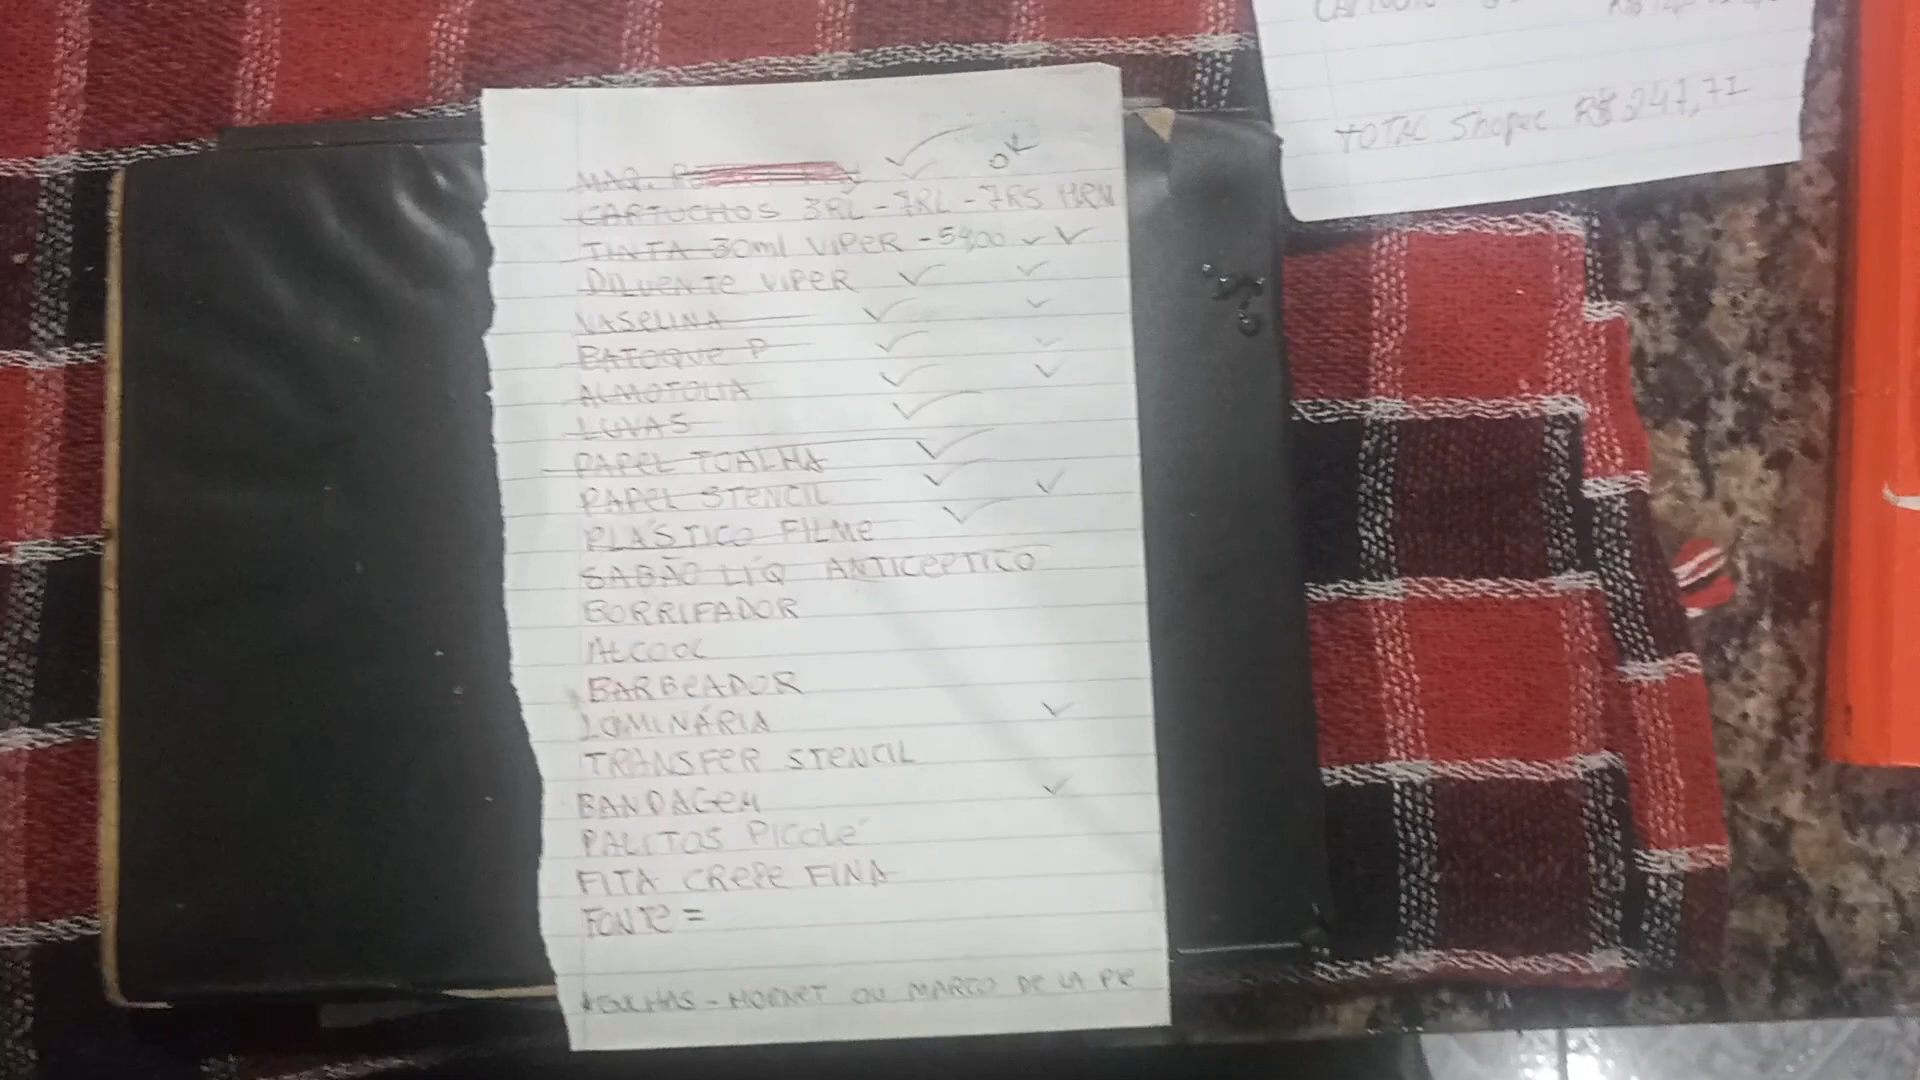 TOTAL Shopee R$ 247,71
OK
MAQ.
CARTUCHOS 3RL - 7RL - 7RS MRN
TINTA 30ml VIPER -
DILUENTE VIPER
VASELINA
BATOQUE P
ALMOTOLIA
LUVAS
PAPEL TOALHA
PAPEL STENCIL
PLÁSTICO FILME
SABÃO LÍQ ANTICEPTICO
BORRIFADOR
ALCOOL
BARBEADOR
LUMINÁRIA
TRANSFER STENCIL
BANDAGEM
PALITOS PICOLÉ
FITA CREPE FINA
FONTE =
AGULHAS - HORNET OU MARCO DE LA PE